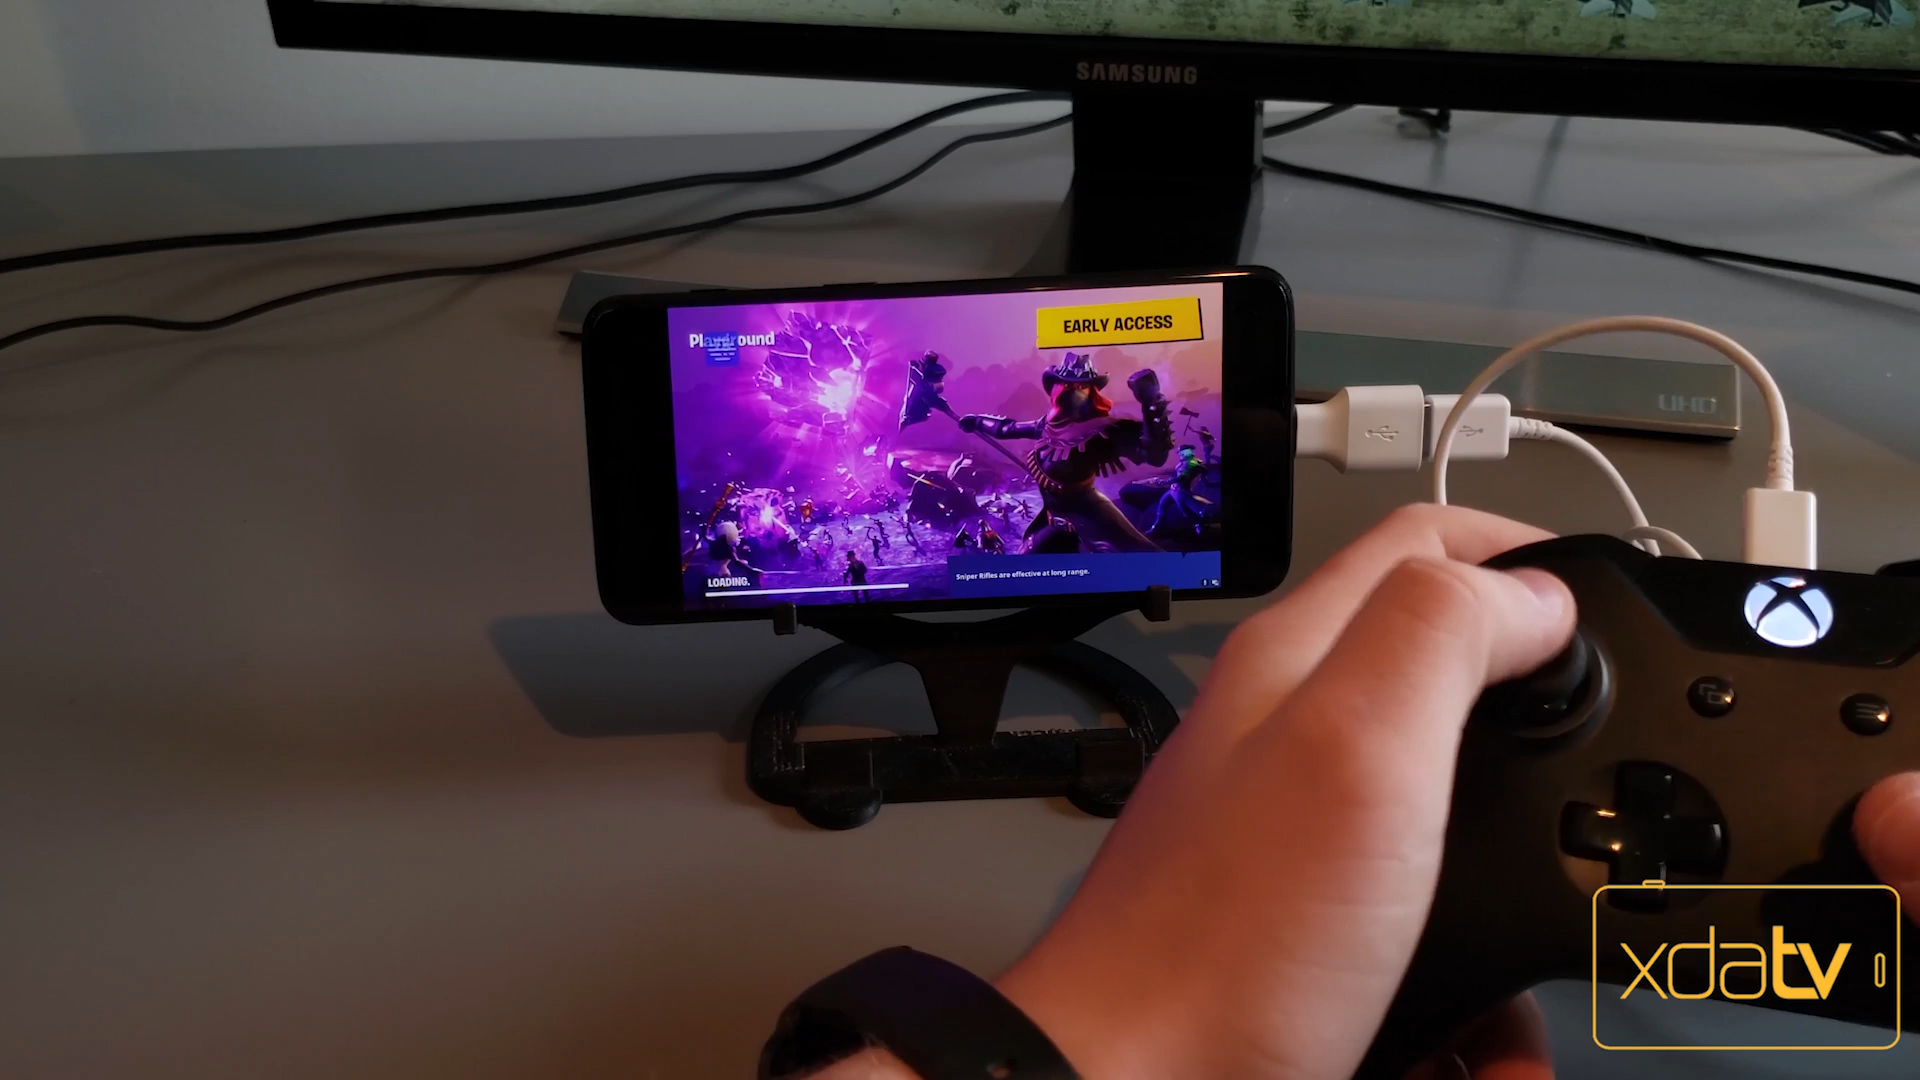 SAMSUNG
Playground
EARLY ACCESS
UHD
LOADING.
Sniper Rifles are effective at long range.
xdatv